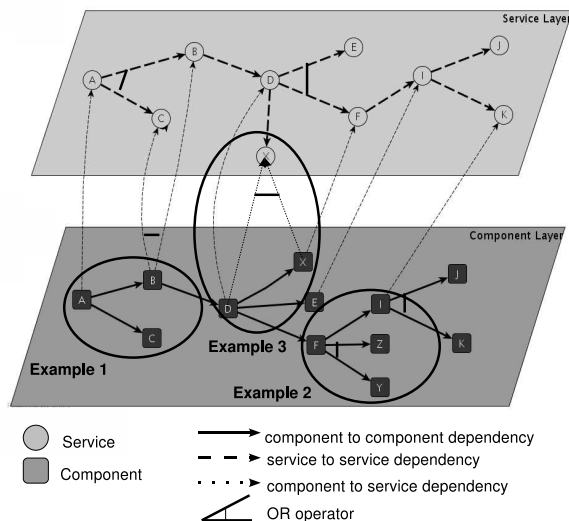 Service Layer
B
E
J
A
D
I
C
F
K
X
Component Layer
X
B
J
A
D
E
I
C
F
Z
K
Y
Example 1
Example 3
Example 2
Service
Component
component to component dependency
service to service dependency
component to service dependency
OR operator